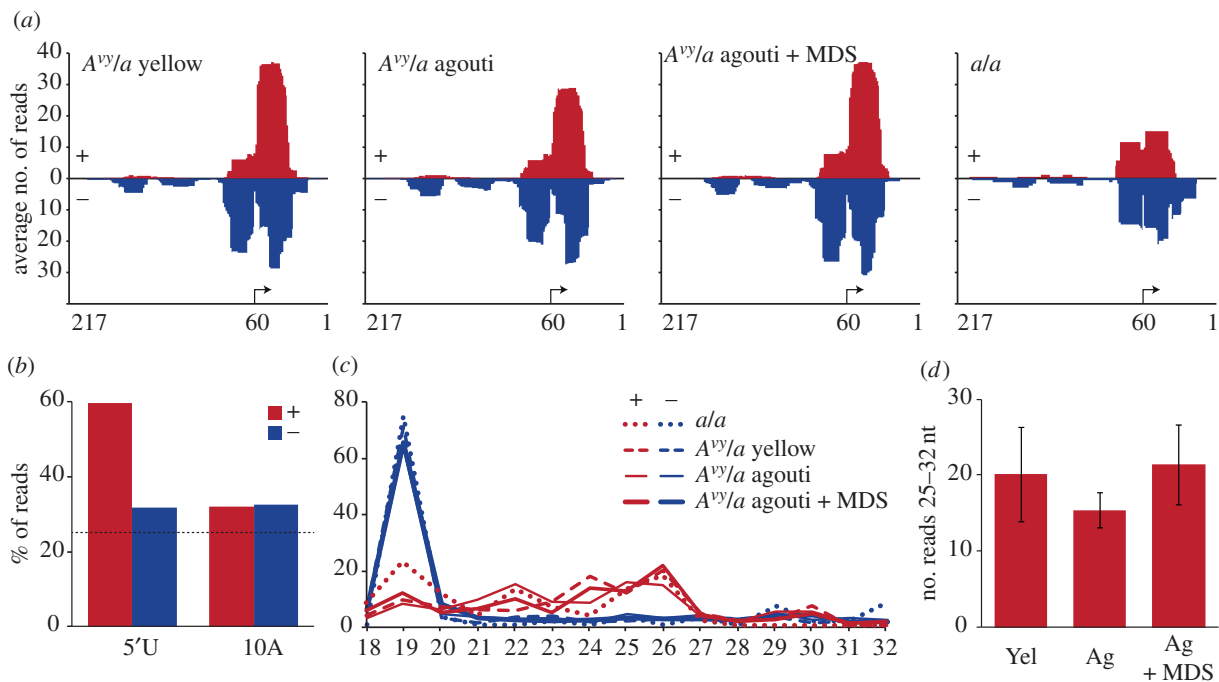 (a)
40
30
20
10
0
10
20
30
average no. of reads
+
−
A^vy/a yellow
217
60
1
A^vy/a agouti
+
−
217
60
1
A^vy/a agouti + MDS
+
−
217
60
1
a/a
+
−
217
60
1
(b)
60
40
20
0
% of reads
+
−
5′U
10A
(c)
80
60
40
20
0
+ −
a/a
A^vy/a yellow
A^vy/a agouti
A^vy/a agouti + MDS
18 19 20 21 22 23 24 25 26 27 28 29 30 31 32
(d)
30
20
10
0
no. reads 25–32 nt
Yel
Ag
Ag
+ MDS